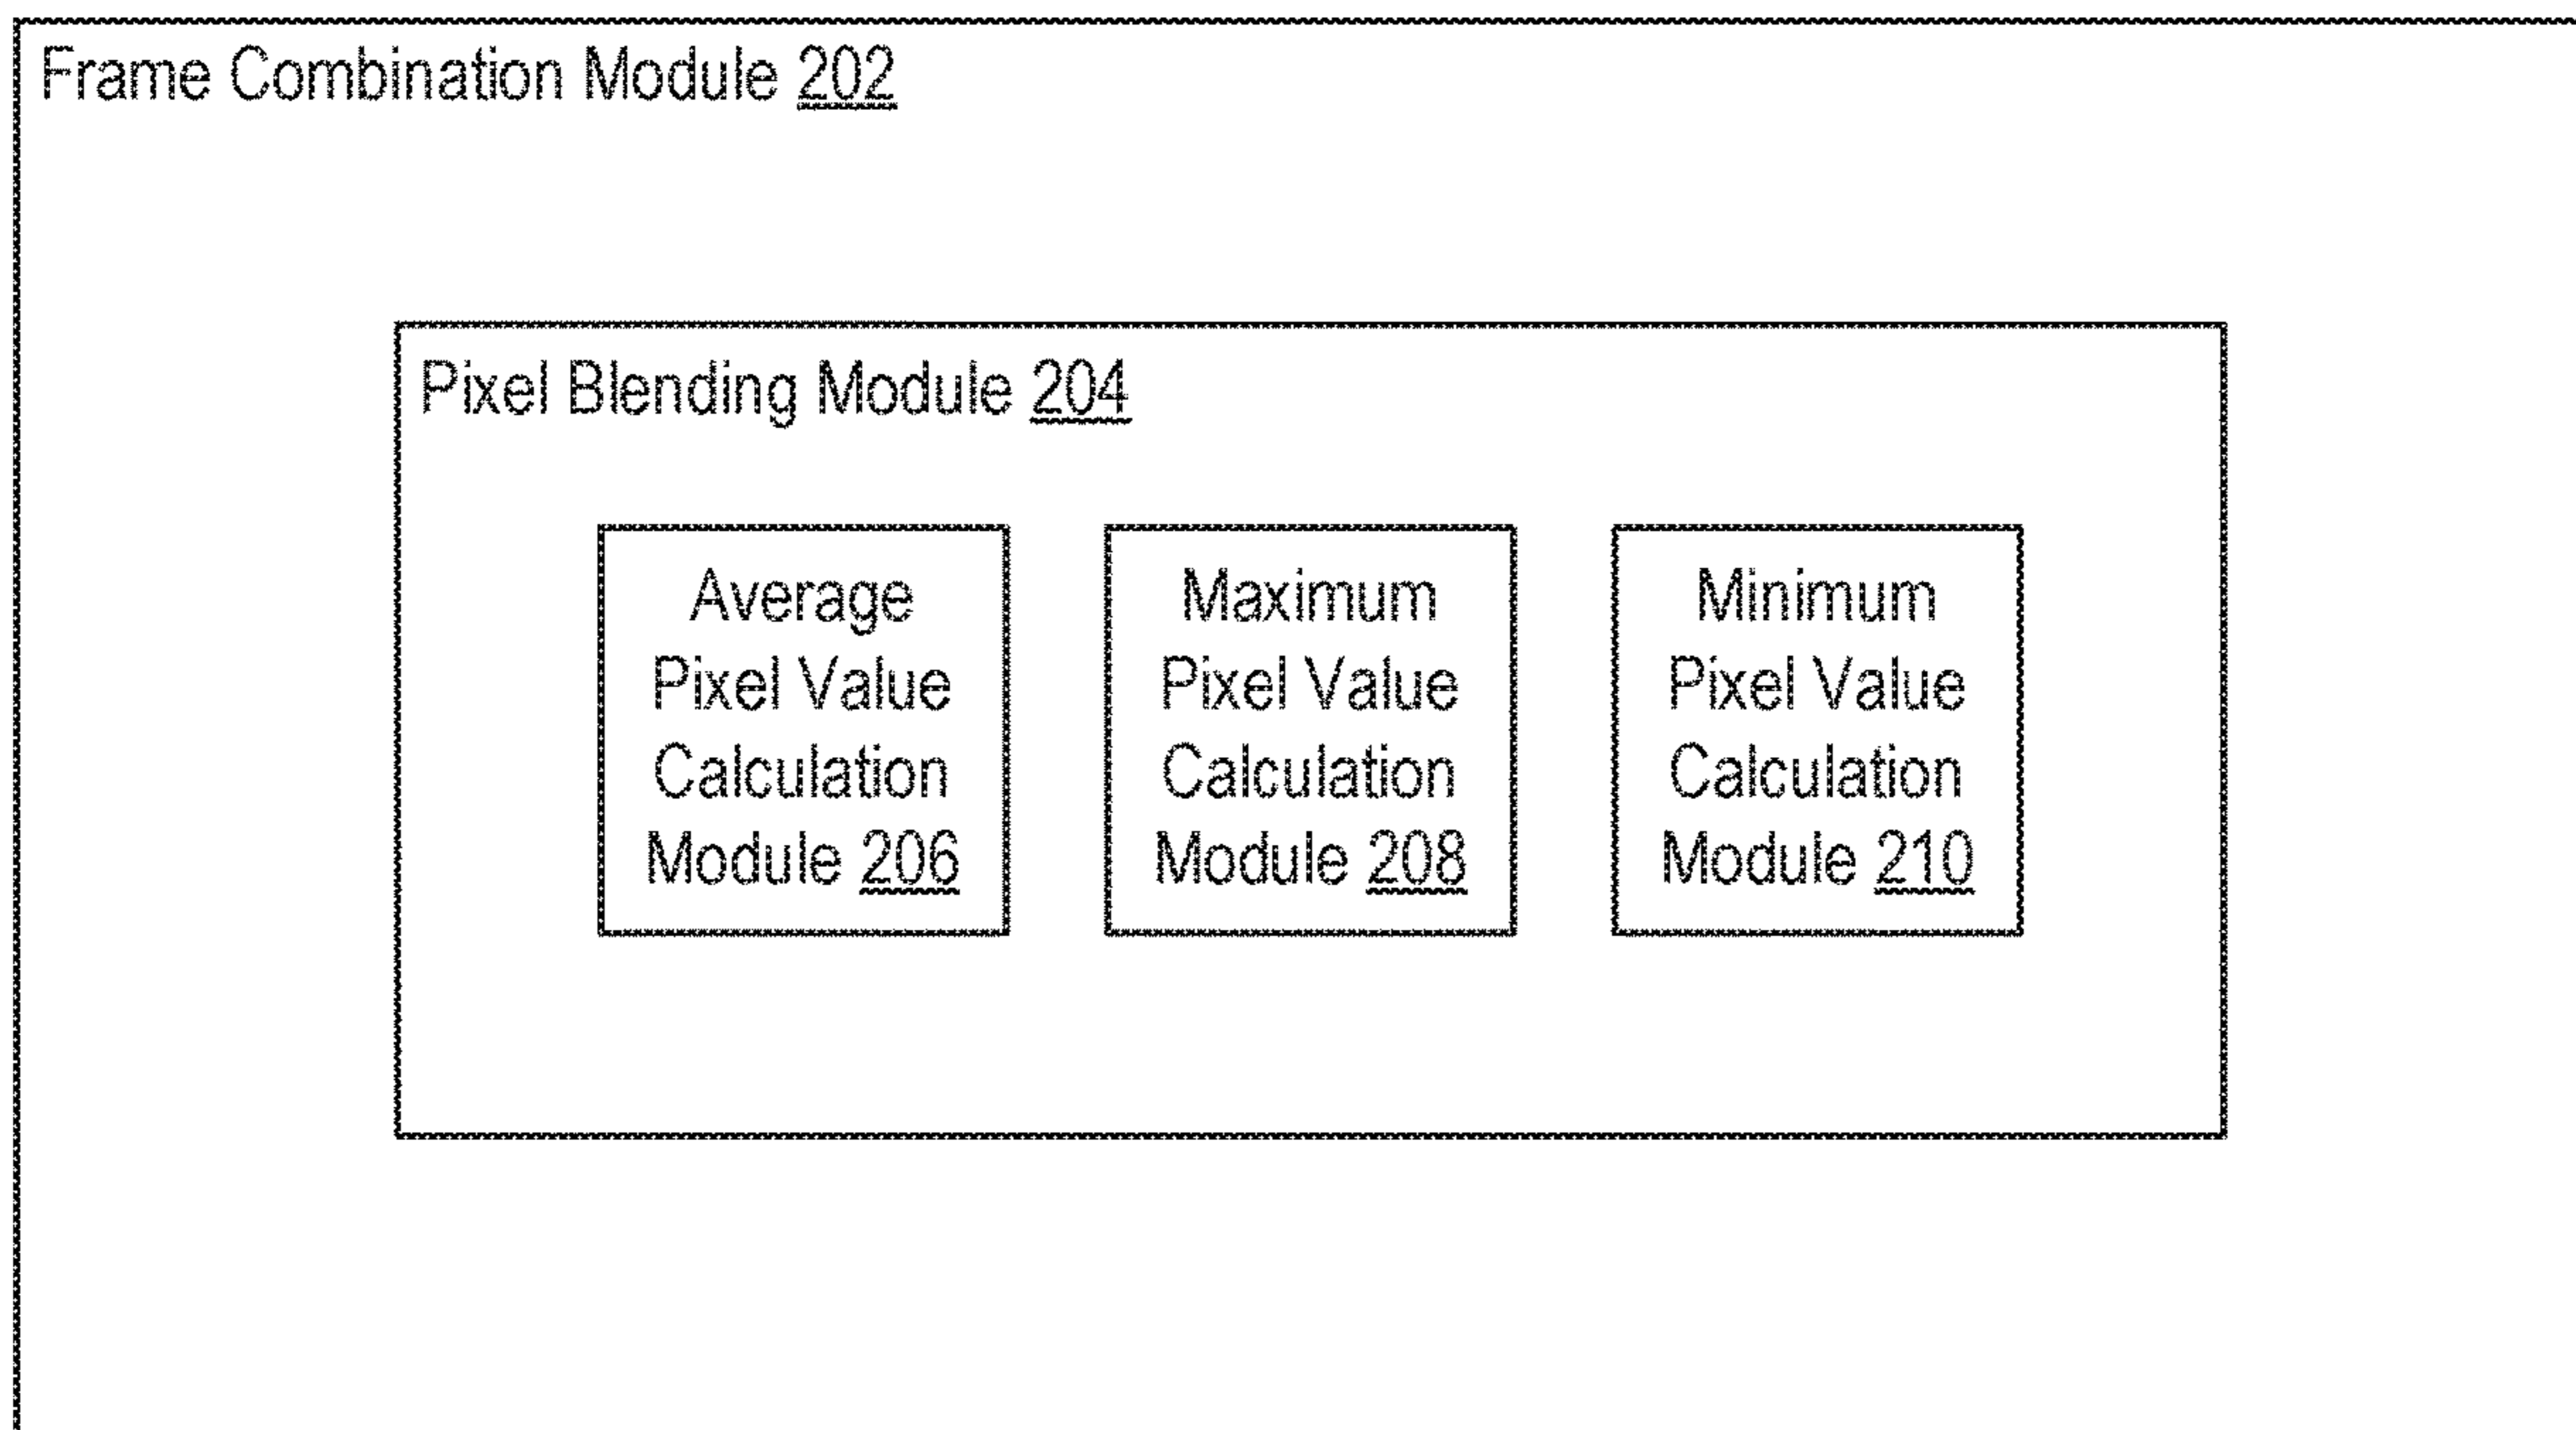 Frame Combination Module 202
Pixel Blending Module 204
Average
Pixel Value
Calculation
Module 206
Maximum
Pixel Value
Calculation
Module 208
Minimum
Pixel Value
Calculation
Module 210